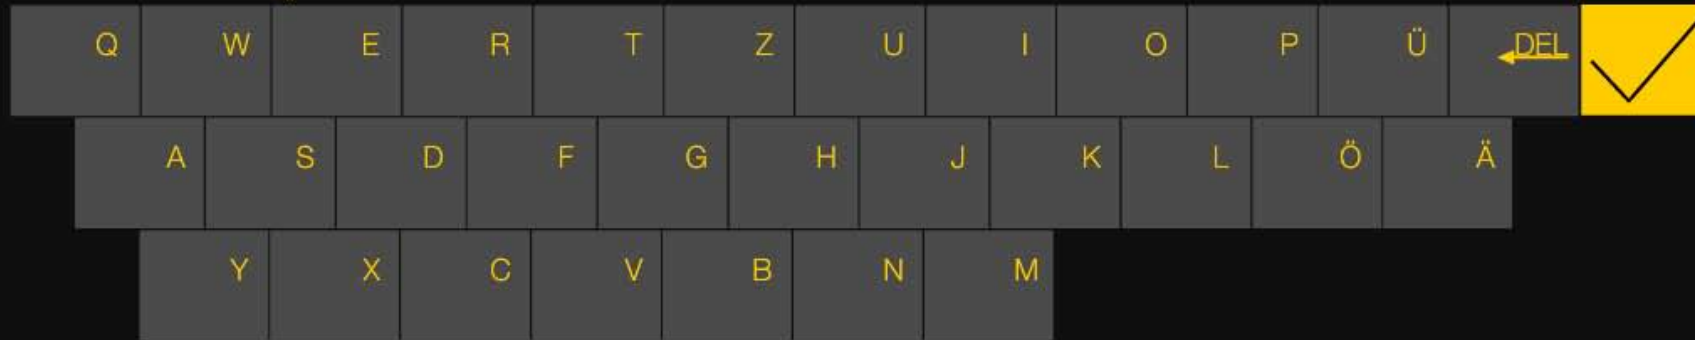 Q W E R T Z U I O P Ü DEL
A S D F G H J K L Ö Ä
Y X C V B N M